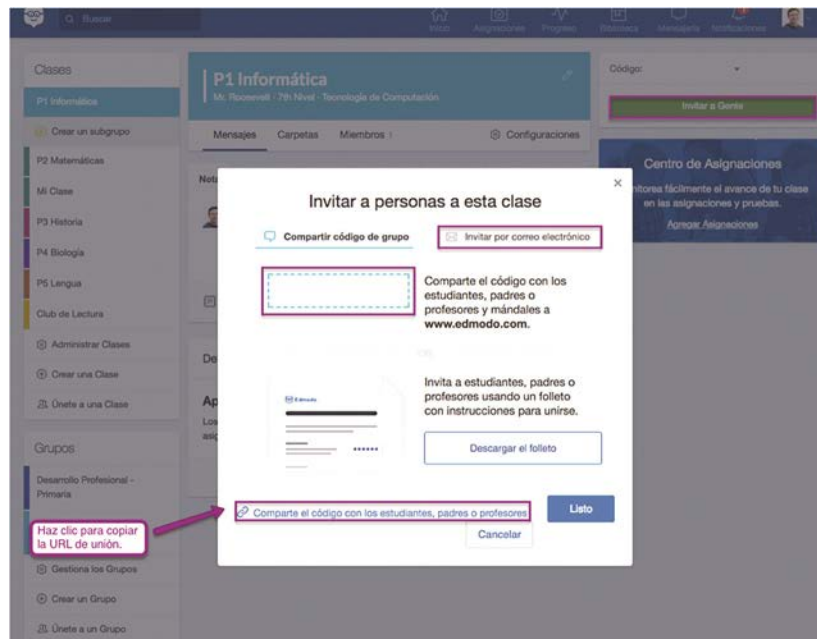 Buscar
Inicio
Asignaciones
Progreso
Biblioteca
Mensajería
Notificaciones
Clases
P1 Informática
Crear un subgrupo
P2 Matemáticas
Mi Clase
P3 Historia
P4 Biología
P5 Lengua
Club de Lectura
Administrar Clases
Crear una Clase
Únete a una Clase
Grupos
Desarrollo Profesional -
Primaria
Haz clic para copiar
la URL de unión.
Gestiona los Grupos
Crear un Grupo
Únete a un Grupo
P1 Informática
Mr. Roosevelt · 7th Nivel · Tecnología de Computación
Mensajes
Carpetas
Miembros
Configuraciones
Código:
Invitar a Gente
Centro de Asignaciones
en las asignaciones y pruebas.
Agregar Asignaciones
Invitar a personas a esta clase
Compartir código de grupo
Invitar por correo electrónico
Comparte el código con los
estudiantes, padres o
profesores y mándales a
www.edmodo.com.
Invita a estudiantes, padres o
profesores usando un folleto
con instrucciones para unirse.
Edmodo
Descargar el folleto
Comparte el código con los estudiantes, padres o profesores
Listo
Cancelar